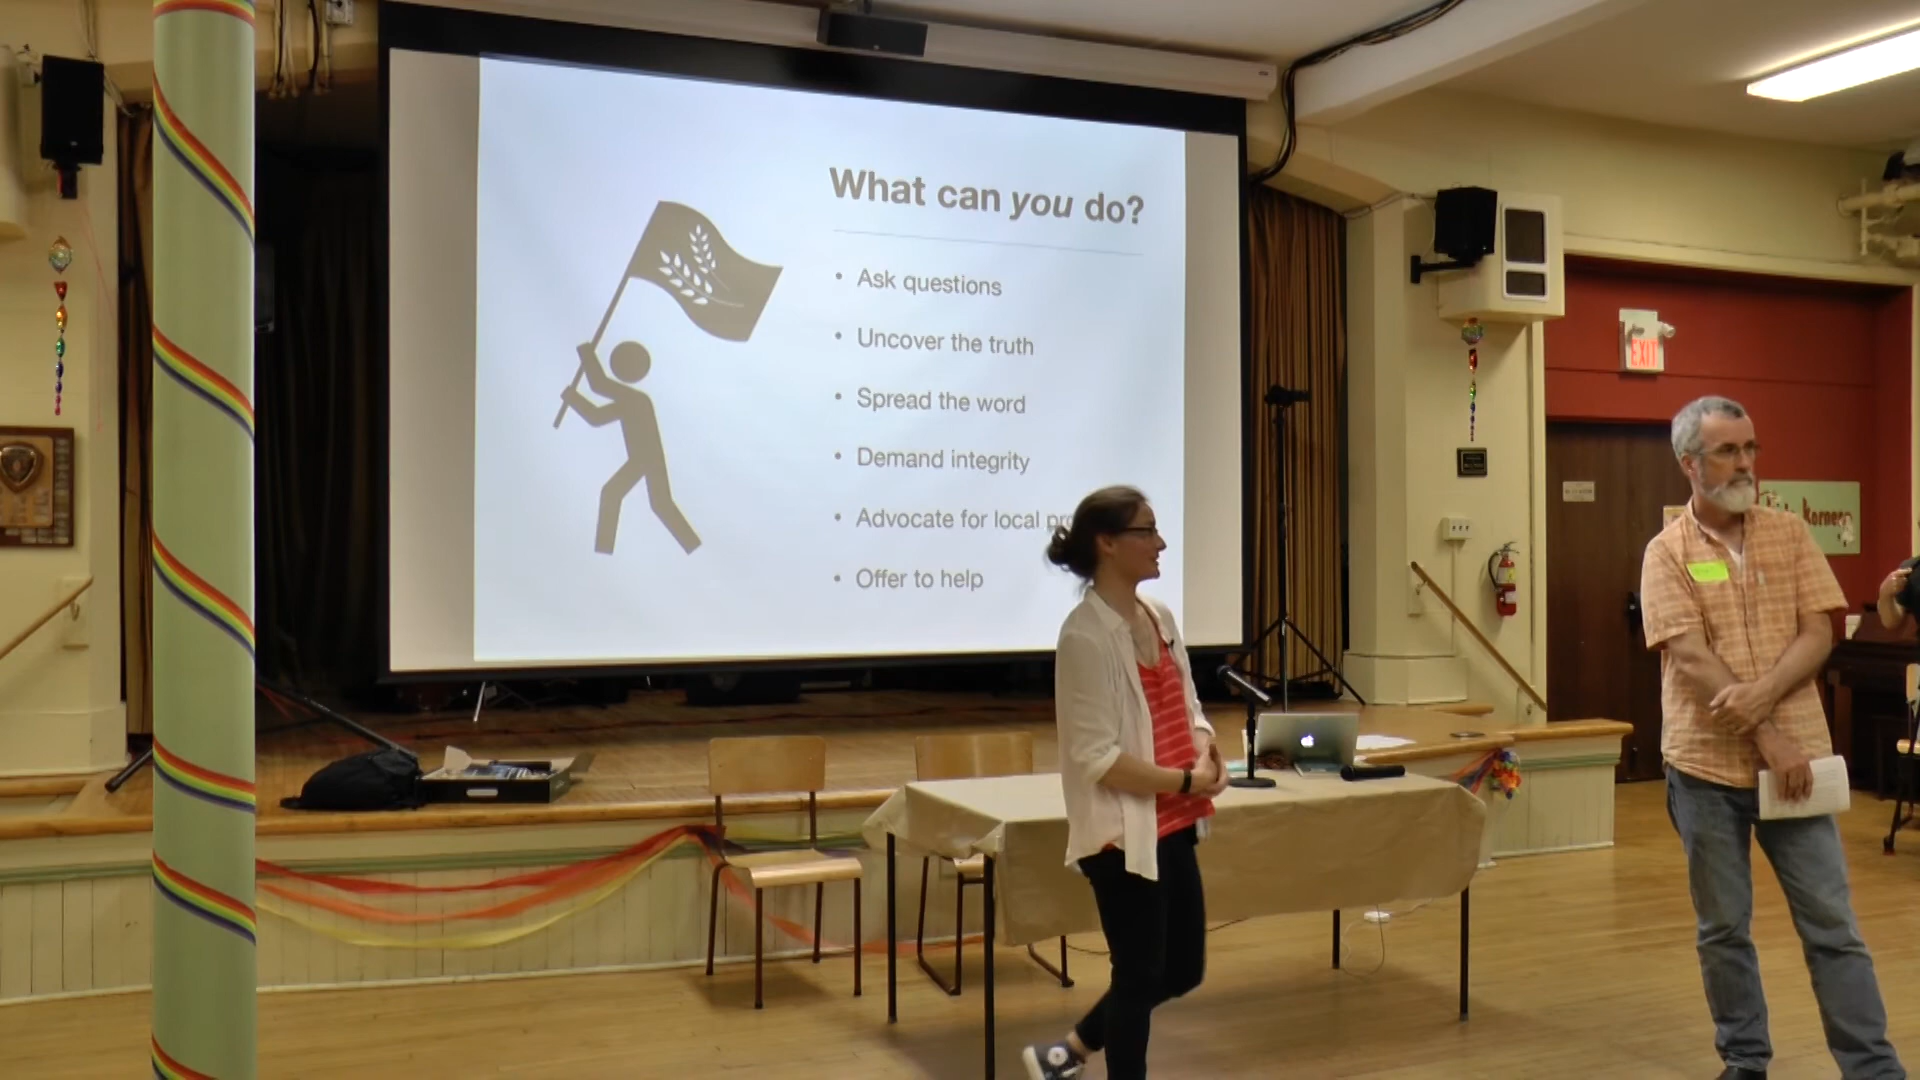 What can you do?
• Ask questions
• Uncover the truth
• Spread the word
• Demand integrity
• Advocate for local
• Offer to help
EXIT
Korner